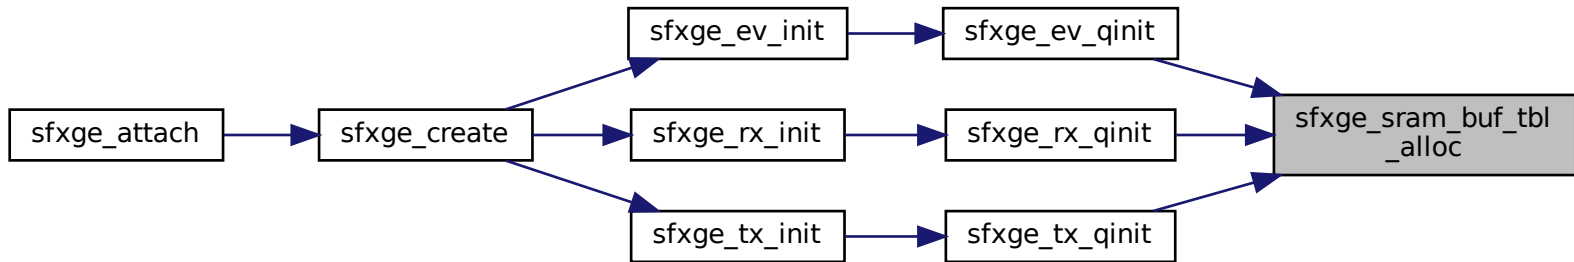 sfxge_ev_init
sfxge_ev_qinit
sfxge_attach
sfxge_create
sfxge_rx_init
sfxge_rx_qinit
sfxge_sram_buf_tbl
_alloc
sfxge_tx_init
sfxge_tx_qinit